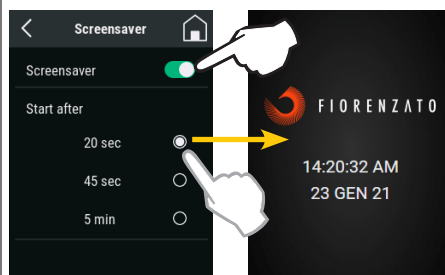 Screensaver
Screensaver
Start after
20 sec
45 sec
5 min
FIORENZATO
14:20:32 AM
23 GEN 21